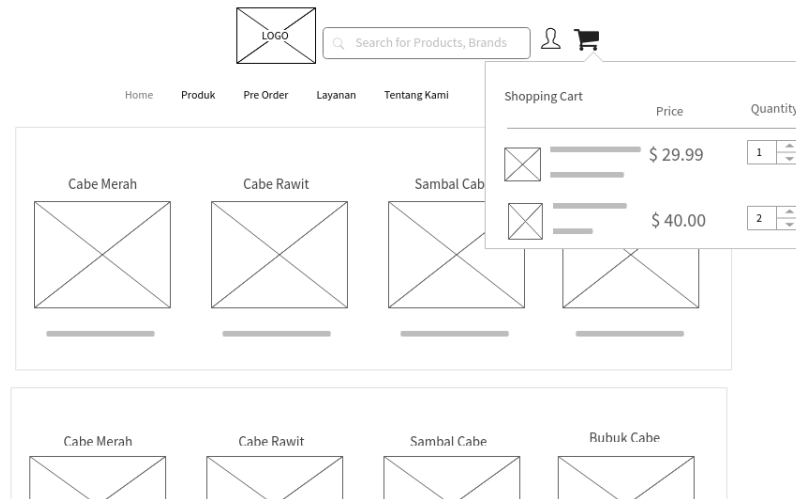 LOGO
Search for Products, Brands
Home
Produk
Pre Order
Layanan
Tentang Kami
Shopping Cart
Price
Quantity
$ 29.99
1
$ 40.00
2
Cabe Merah
Cabe Rawit
Sambal Cab
Cabe Merah
Cabe Rawit
Sambal Cabe
Bubuk Cabe